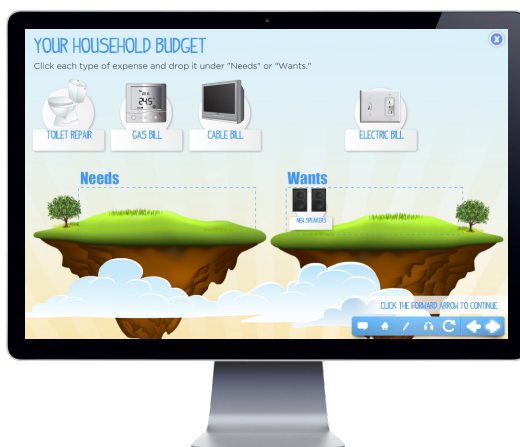 YOUR HOUSEHOLD BUDGET
Click each type of expense and drop it under "Needs" or "Wants."
TOILET REPAIR
GAS BILL
CABLE BILL
ELECTRIC BILL
Needs
Wants
NEW SPEAKERS
CLICK THE FORWARD ARROW TO CONTINUE.